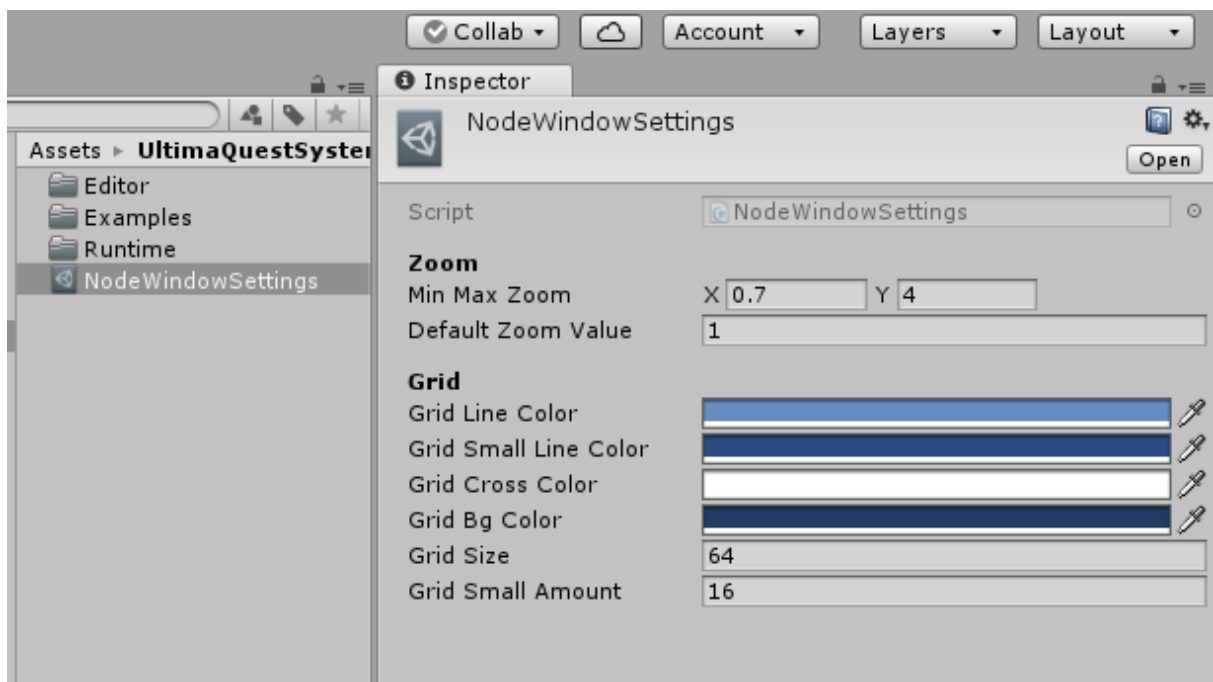 Collab Account Layers Layout
Inspector
NodeWindowSettings
Open
Assets UltimaQuestSyster
Editor
Examples
Runtime
NodeWindowSettings
Script NodeWindowSettings
Zoom
Min Max Zoom X 0.7 Y 4
Default Zoom Value 1
Grid
Grid Line Color
Grid Small Line Color
Grid Cross Color
Grid Bg Color
Grid Size 64
Grid Small Amount 16